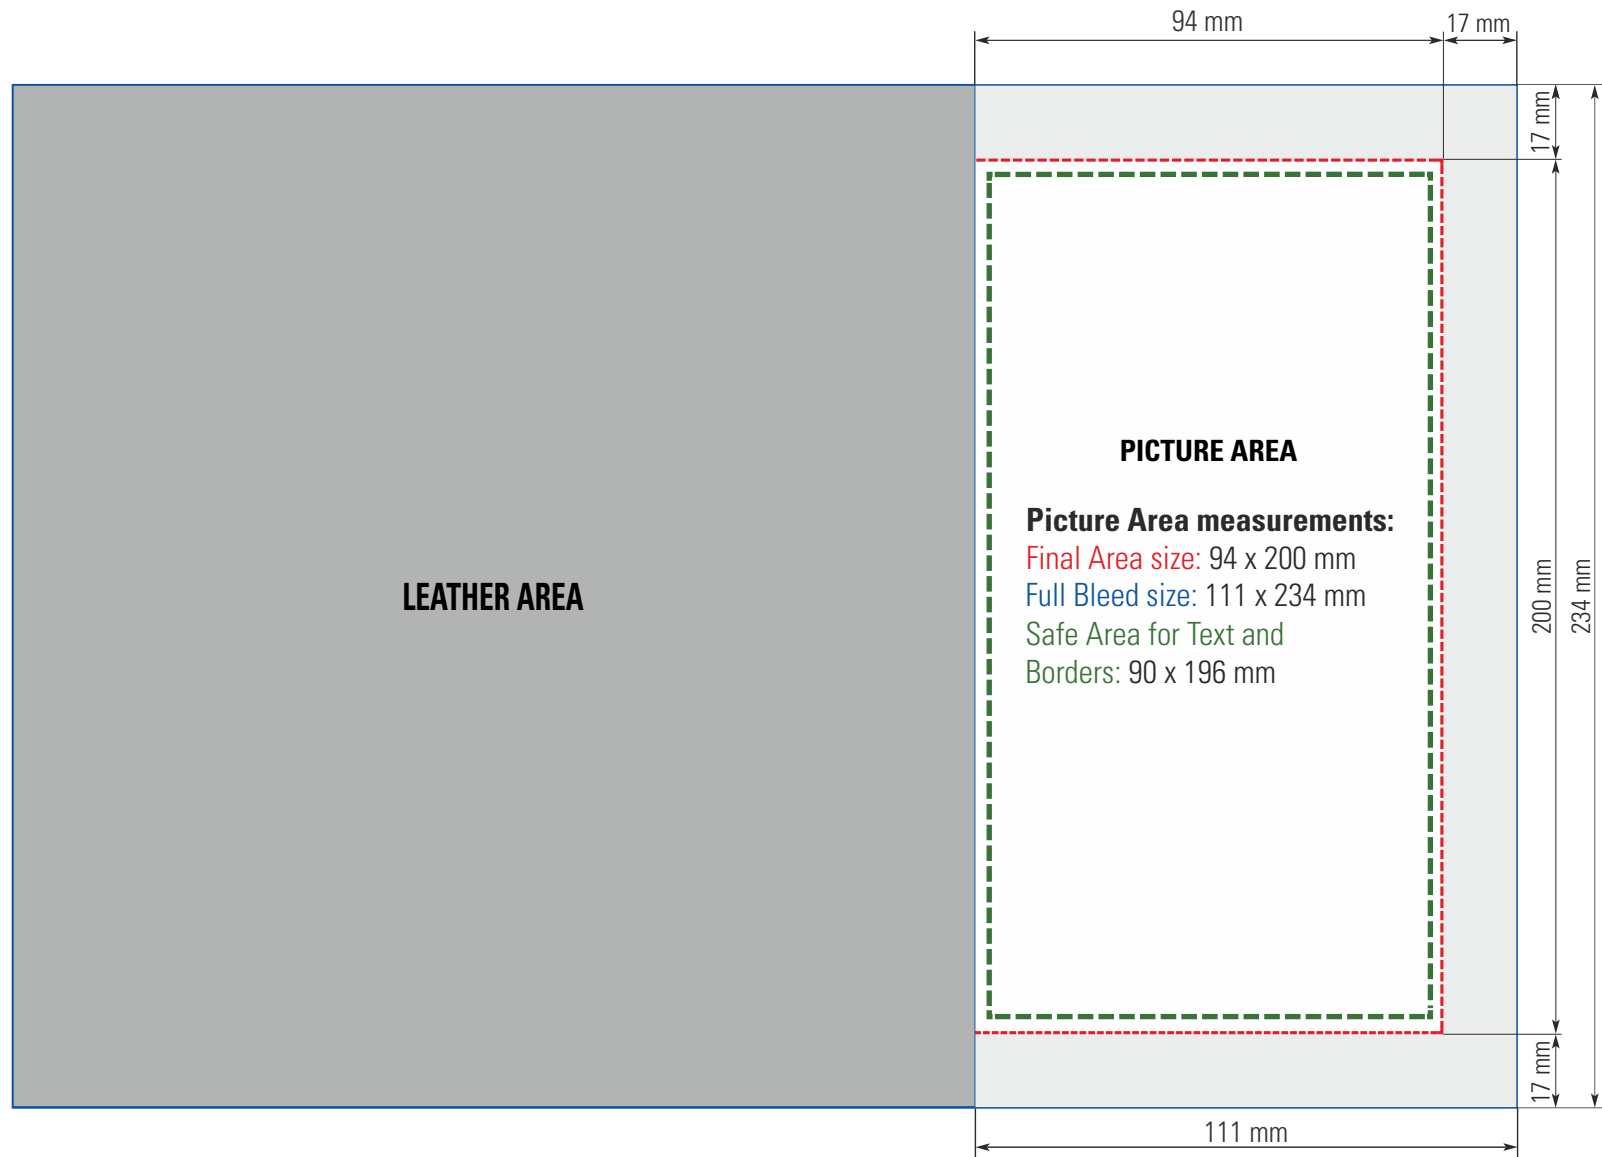 94 mm
17 mm
17 mm
PICTURE AREA
Picture Area measurements:
Final Area size: 94 x 200 mm
Full Bleed size: 111 x 234 mm
Safe Area for Text and
Borders: 90 x 196 mm
LEATHER AREA
200 mm
234 mm
17 mm
111 mm